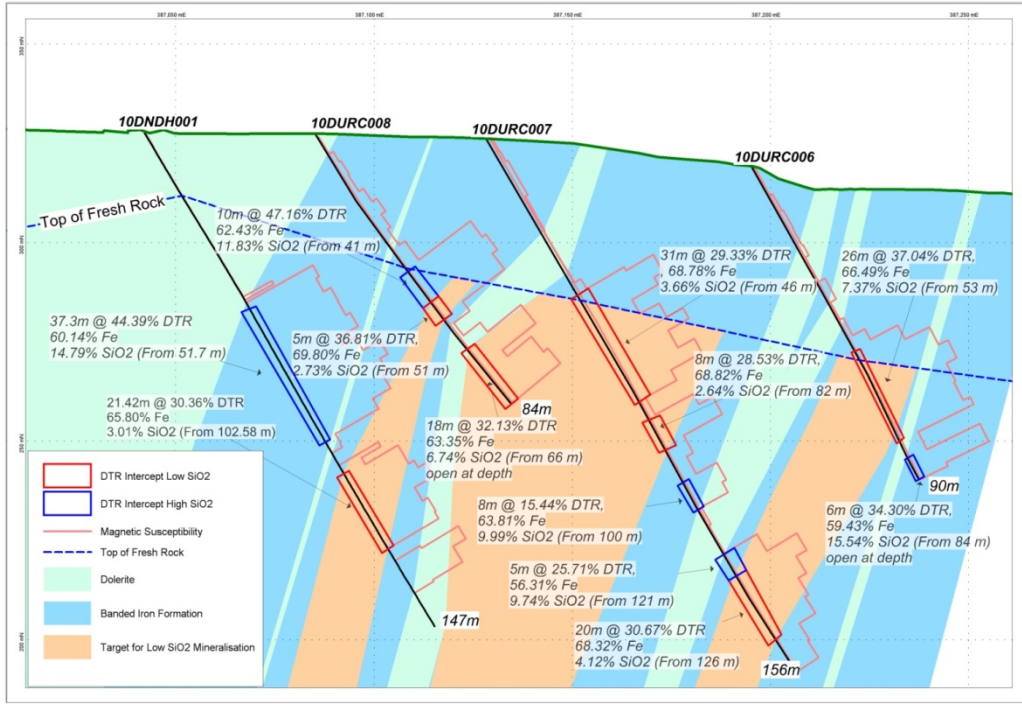 387,050 mE
387,100 mE
387,150 mE
387,200 mE
387,250 mE
10DNDH001
10DURC008
10DURC007
10DURC006
Top of Fresh Rock
10m @ 47.16% DTR
62.43% Fe
11.83% SiO2 (From 41 m)
31m @ 29.33% DTR,
68.78% Fe
3.66% SiO2 (From 46 m)
26m @ 37.04% DTR,
66.49% Fe
7.37% SiO2 (From 53 m)
37.3m @ 44.39% DTR
60.14% Fe
14.79% SiO2 (From 51.7 m)
5m @ 36.81% DTR,
69.80% Fe
2.73% SiO2 (From 51 m)
8m @ 28.53% DTR,
68.82% Fe
2.64% SiO2 (From 82 m)
21.42m @ 30.36% DTR
65.80% Fe
3.01% SiO2 (From 102.58 m)
84m
18m @ 32.13% DTR
63.35% Fe
6.74% SiO2 (From 66 m)
open at depth
8m @ 15.44% DTR,
63.81% Fe
9.99% SiO2 (From 100 m)
90m
6m @ 34.30% DTR,
59.43% Fe
15.54% SiO2 (From 84 m)
open at depth
5m @ 25.71% DTR,
56.31% Fe
9.74% SiO2 (From 121 m)
147m
20m @ 30.67% DTR
68.32% Fe
4.12% SiO2 (From 126 m)
156m
DTR Intercept Low SiO2
DTR Intercept High SiO2
Magnetic Susceptibility
Top of Fresh Rock
Dolerite
Banded Iron Formation
Target for Low SiO2 Mineralisation